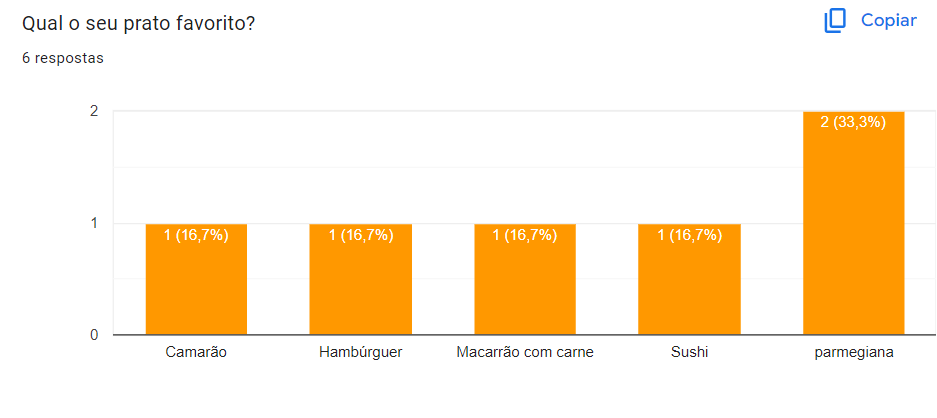 Qual o seu prato favorito?
Copiar
6 respostas
2
2 (33,3%)
1
1 (16,7%)
1 (16,7%)
1 (16,7%)
1 (16,7%)
0
Camarão
Hambúrguer
Macarrão com carne
Sushi
parmegiana